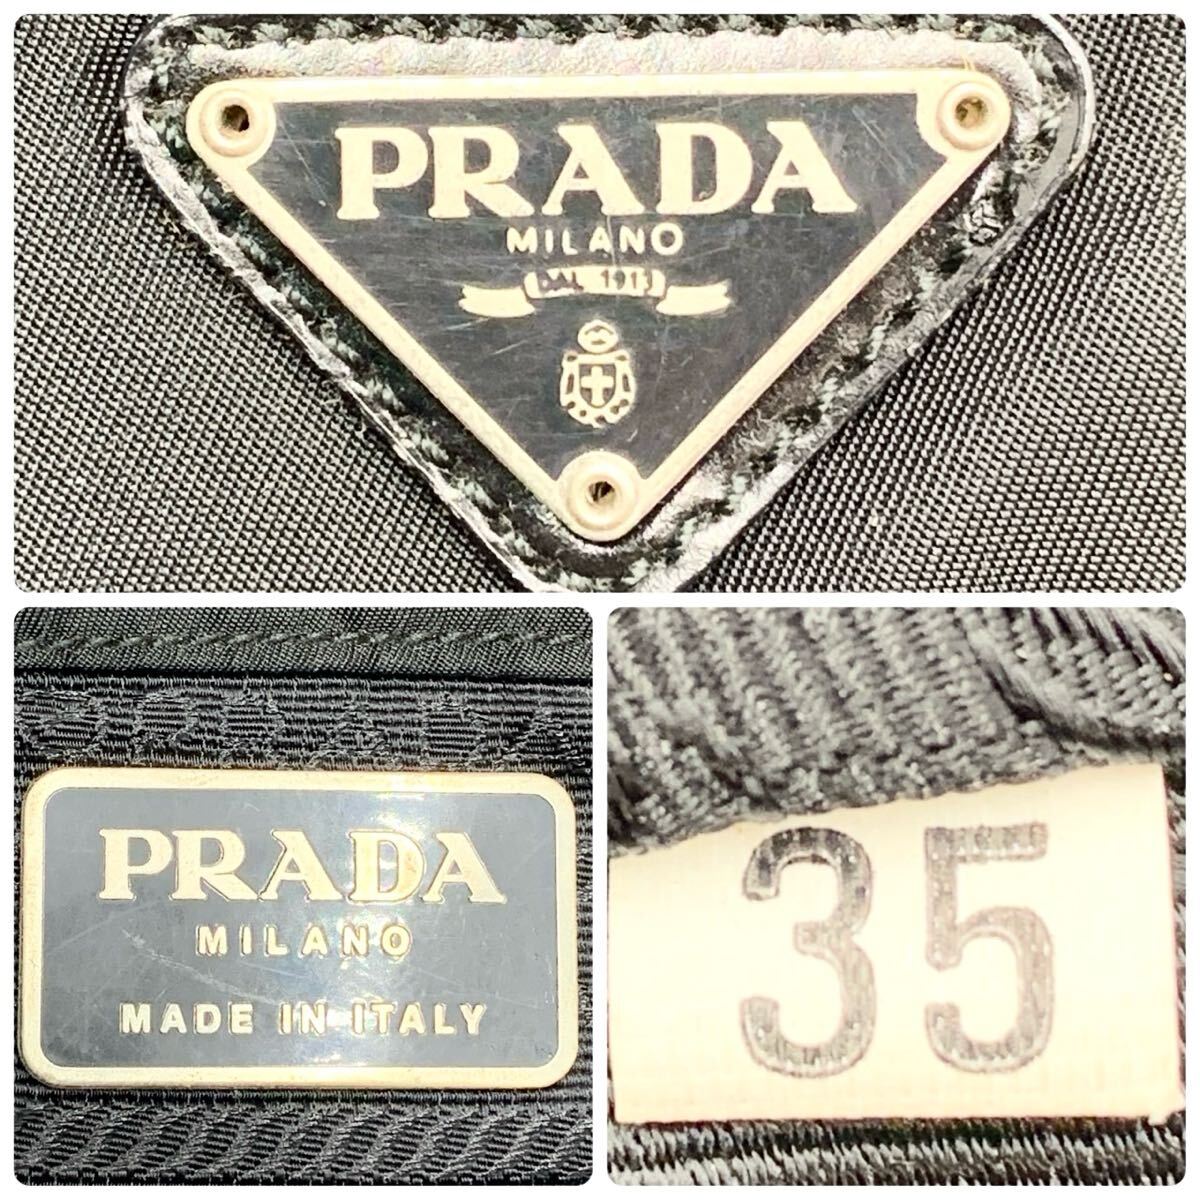 PRADA
MILANO
DAL 1913
PRADA
MILANO
MADE IN ITALY
35